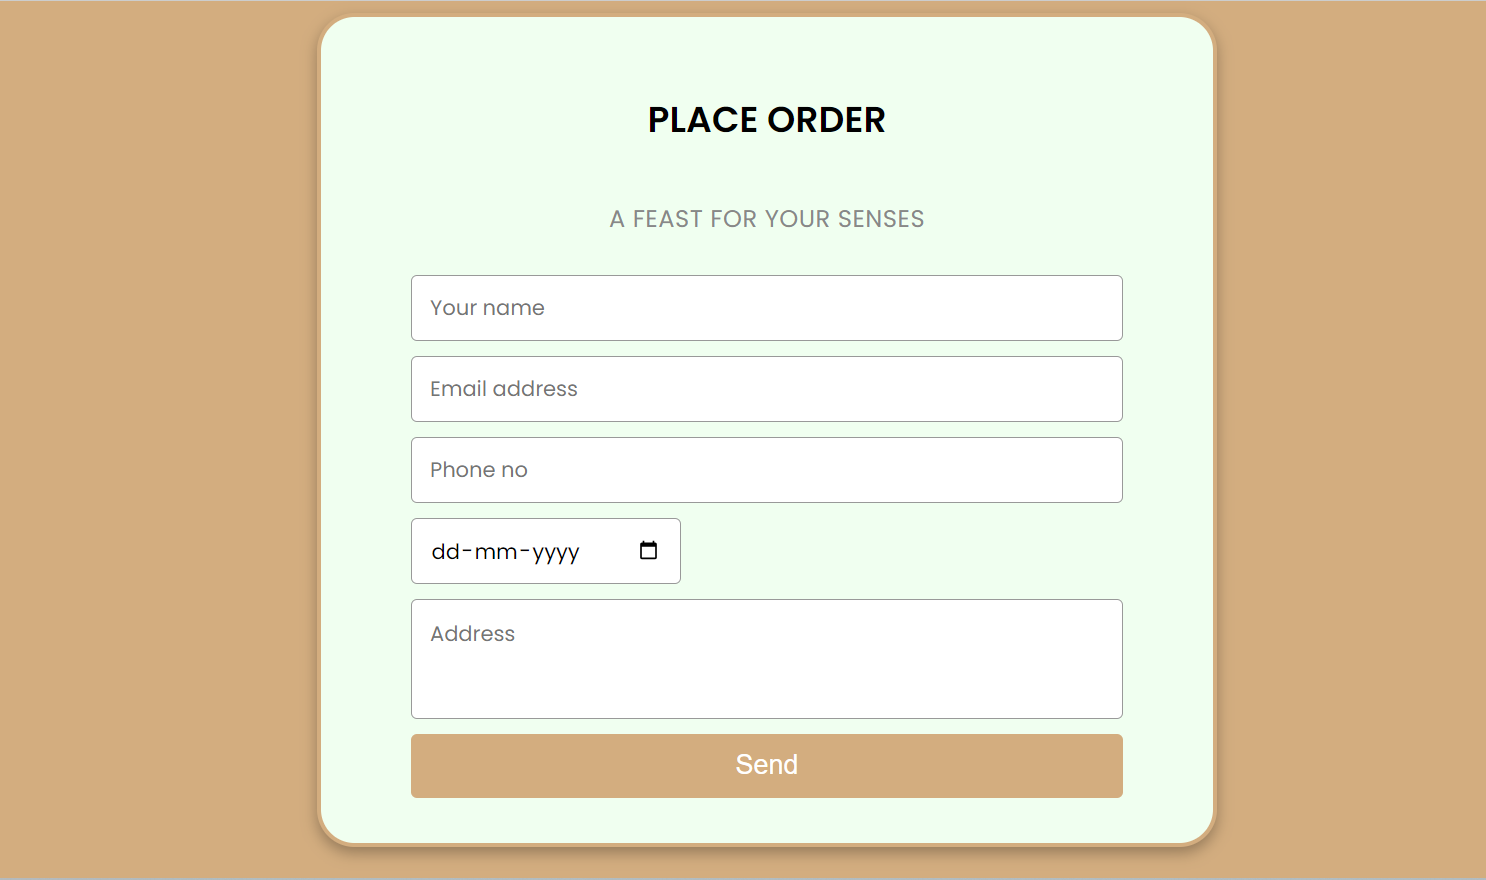 PLACE ORDER
A FEAST FOR YOUR SENSES
Your name
Email address
Phone no
dd-mm-yyyy
Address
Send